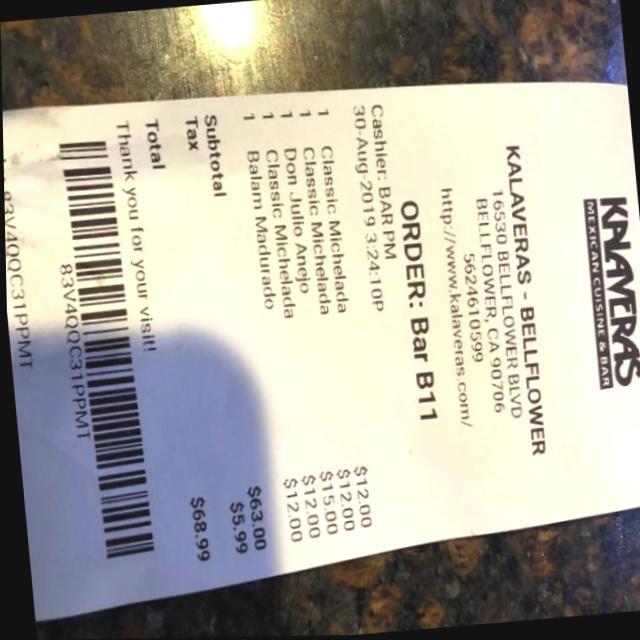 KALAVERAS
MEXICAN CUISINE & BAR
KALAVERAS - BELLFLOWER
16530 BELLFLOWER BLVD
BELLFLOWER, CA 90706
5624610599
http://www.kalaveras.com/
ORDER: Bar B11
Cashier: BAR PM
30-Aug-2019 3:24:10P
1 Classic Michelada $12.00
1 Classic Michelada $12.00
1 Don Julio Anejo $15.00
1 Classic Michelada $12.00
1 Balam Madurado $12.00
Subtotal $63.00
Tax $5.99
Total $68.99
Thank you for your visit!
83V4QQC31PPMT
83V4QQC31PPMT